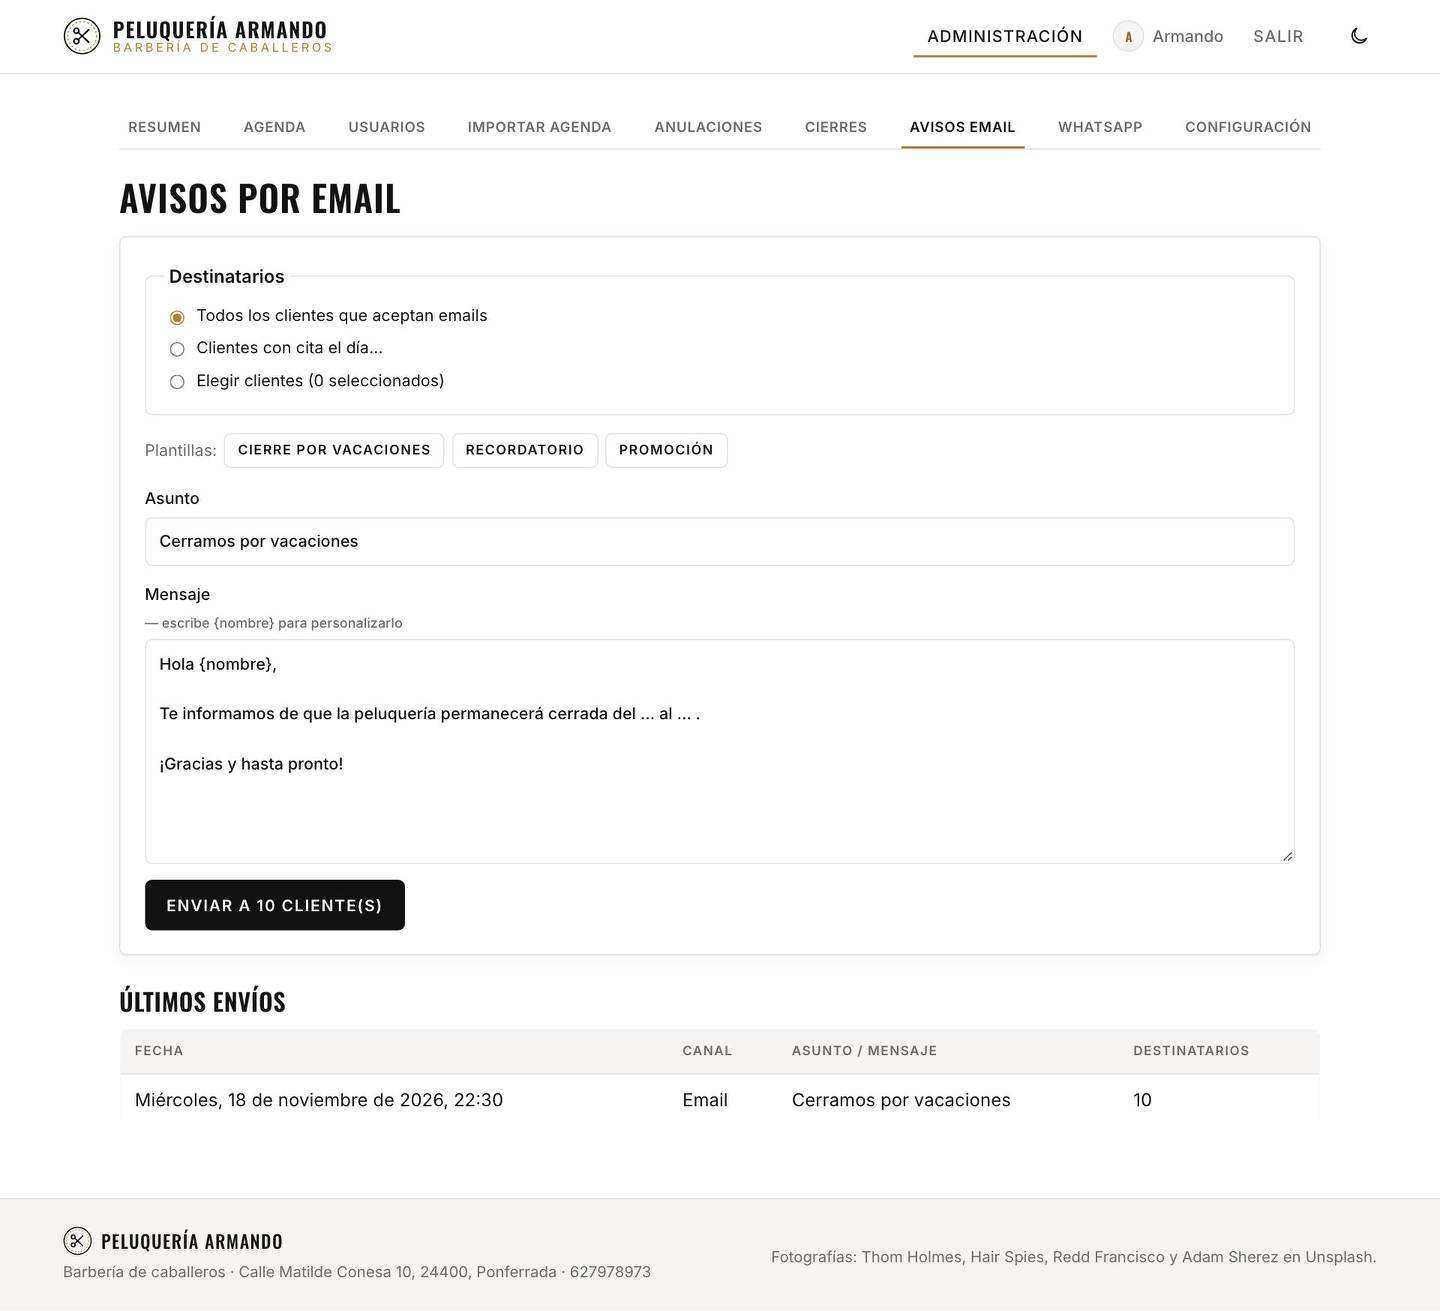 PELUQUERÍA ARMANDO
BARBERÍA DE CABALLEROS
ADMINISTRACIÓN
A
Armando
SALIR
RESUMEN
AGENDA
USUARIOS
IMPORTAR AGENDA
ANULACIONES
CIERRES
AVISOS EMAIL
WHATSAPP
CONFIGURACIÓN
AVISOS POR EMAIL
Destinatarios
Todos los clientes que aceptan emails
Clientes con cita el día...
Elegir clientes (0 seleccionados)
Plantillas:
CIERRE POR VACACIONES
RECORDATORIO
PROMOCIÓN
Asunto
Cerramos por vacaciones
Mensaje
— escribe {nombre} para personalizarlo
Hola {nombre},
Te informamos de que la peluquería permanecerá cerrada del ... al ... .
¡Gracias y hasta pronto!
ENVIAR A 10 CLIENTE(S)
ÚLTIMOS ENVÍOS
FECHA CANAL ASUNTO / MENSAJE DESTINATARIOS
Miércoles, 18 de noviembre de 2026, 22:30 Email Cerramos por vacaciones 10
PELUQUERÍA ARMANDO
Barbería de caballeros · Calle Matilde Conesa 10, 24400, Ponferrada · 627978973
Fotografías: Thom Holmes, Hair Spies, Redd Francisco y Adam Sherez en Unsplash.